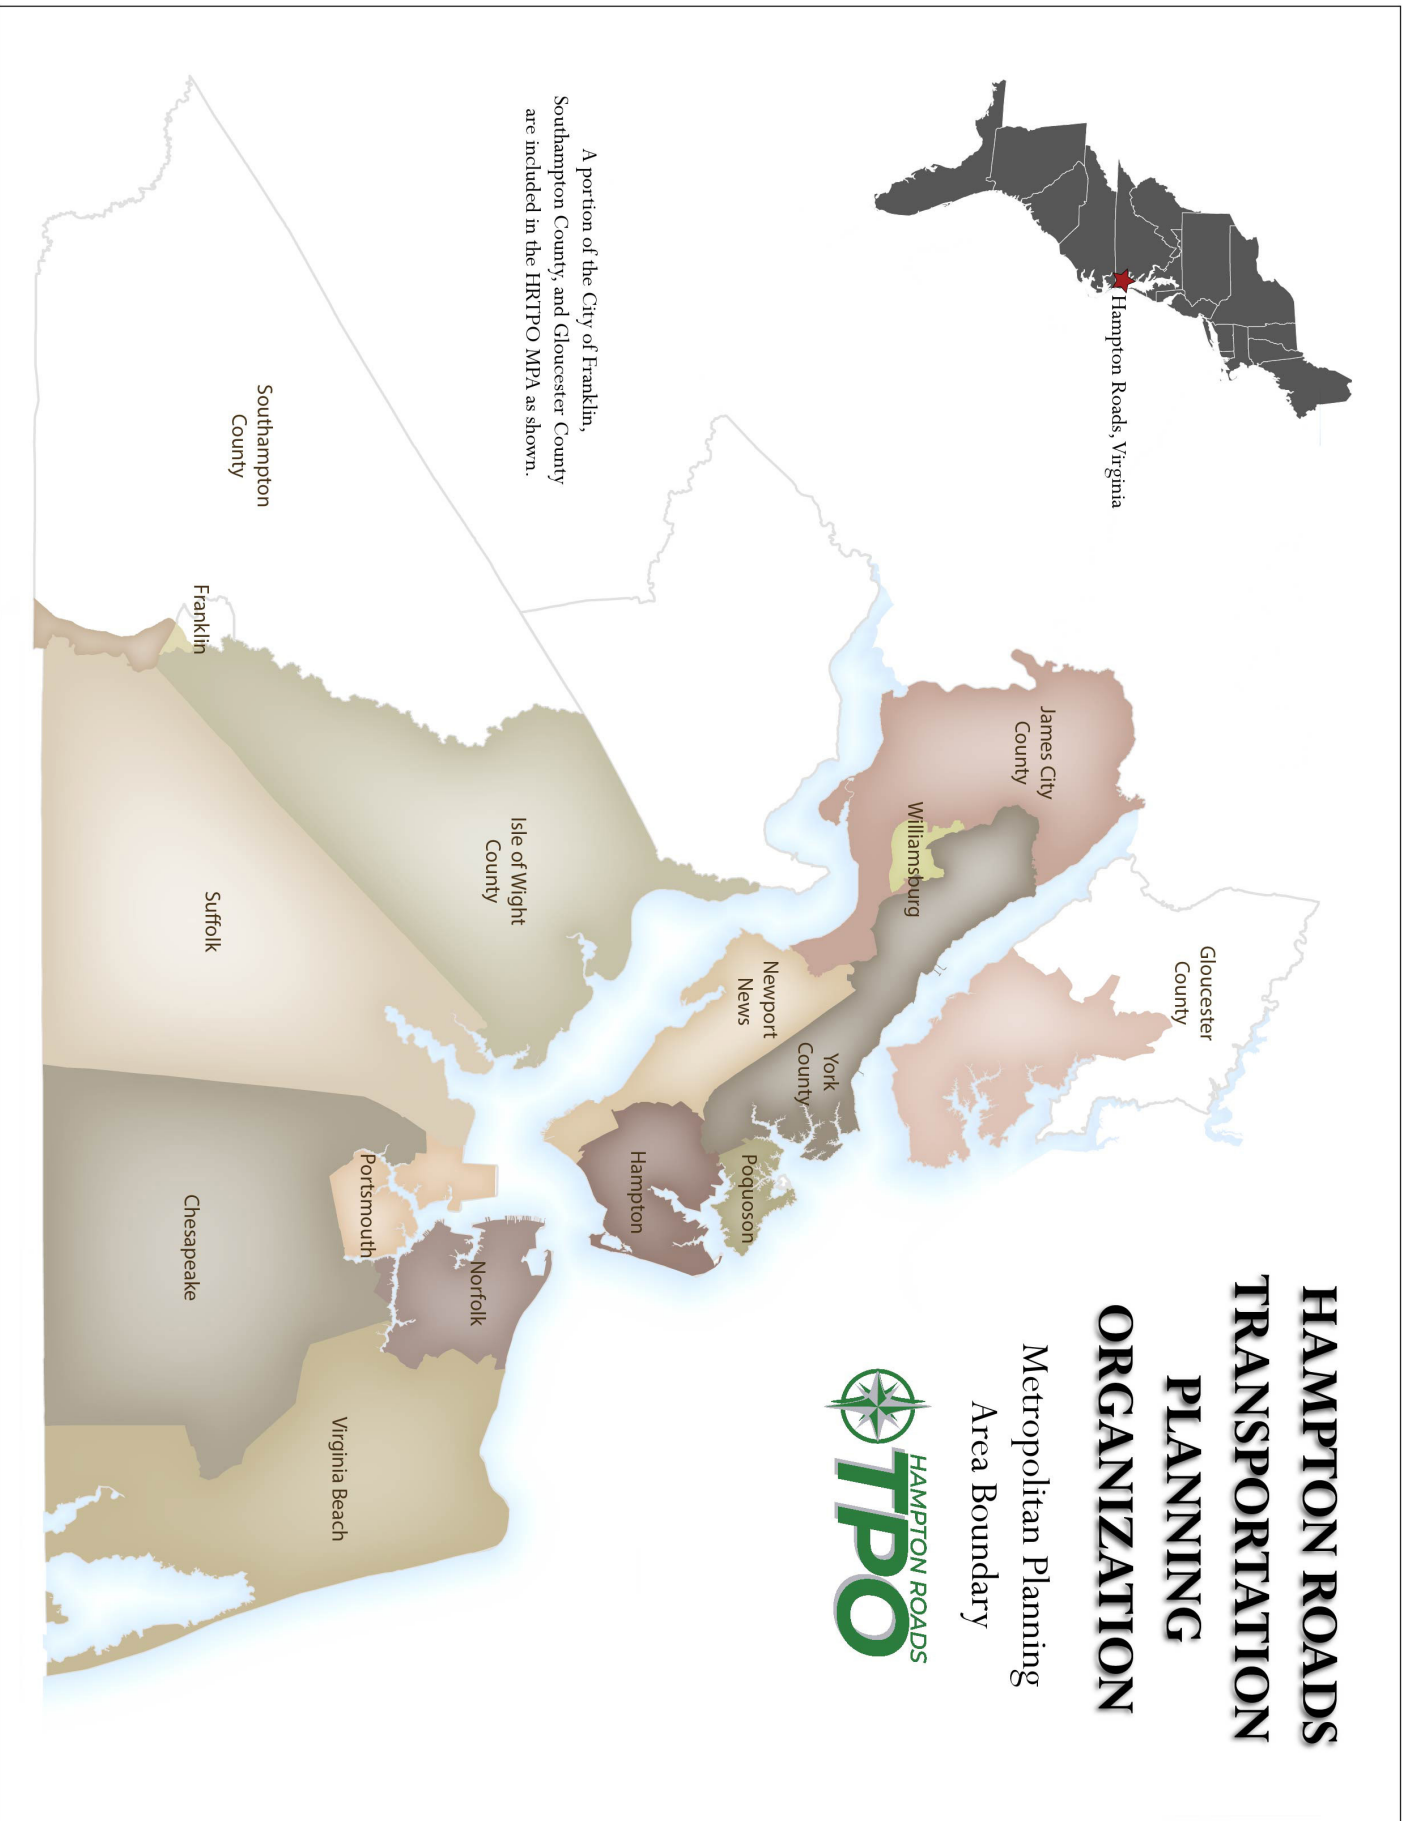 HAMPTON ROADS
TRANSPORTATION
PLANNING
ORGANIZATION
Metropolitan Planning
Area Boundary
HAMPTON ROADS
TPO
Hampton Roads, Virginia
A portion of the City of Franklin,
Southampton County, and Gloucester County
are included in the HRTPO MPA as shown.
Gloucester
County
James City
County
Williamsburg
York
County
Newport
News
Poquoson
Hampton
Isle of Wight
County
Southampton
County
Franklin
Suffolk
Portsmouth
Norfolk
Chesapeake
Virginia Beach